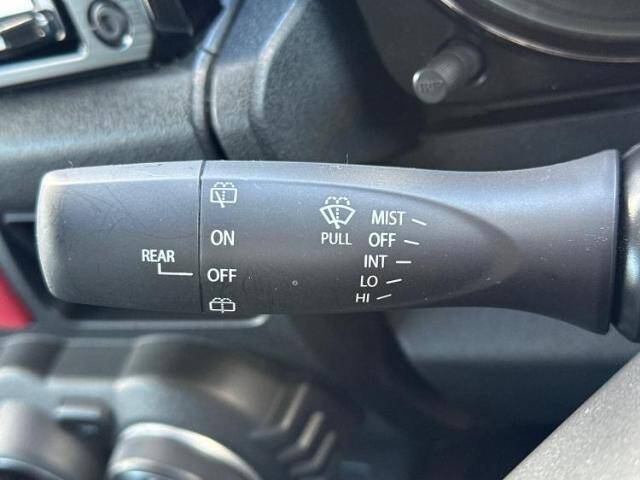 ON
REAR
OFF
PULL
MIST
OFF
INT
LO
HI